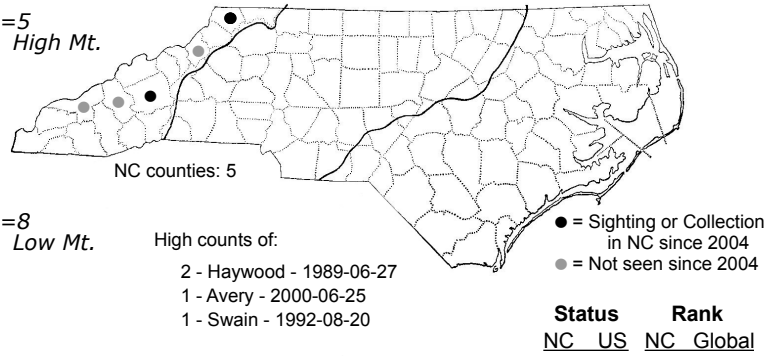 =5
High Mt.
NC counties: 5
=8
Low Mt.
High counts of:
2 - Haywood - 1989-06-27
1 - Avery - 2000-06-25
1 - Swain - 1992-08-20
● = Sighting or Collection
in NC since 2004
● = Not seen since 2004
Status Rank
NC US NC Global